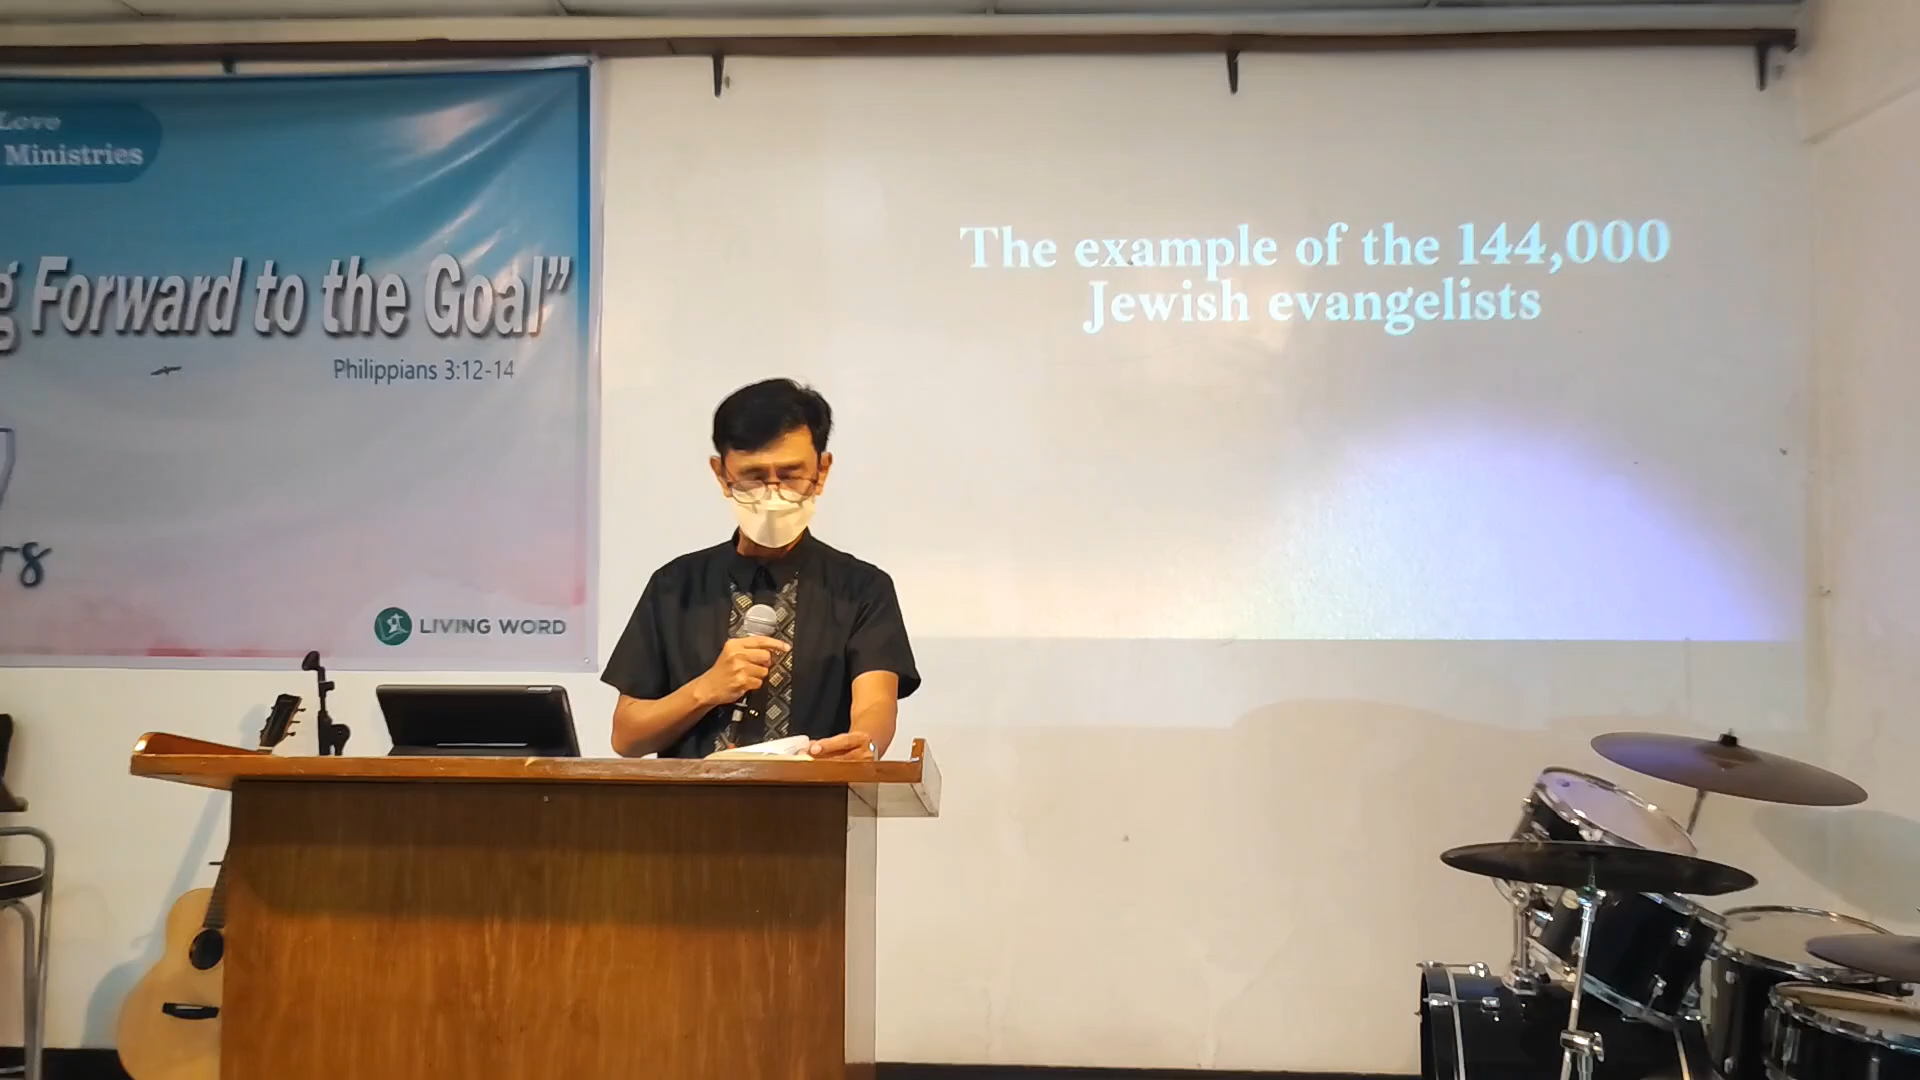 Love
Ministries
g Forward to the Goal”
Philippians 3:12-14
rs
LIVING WORD
The example of the 144,000
Jewish evangelists